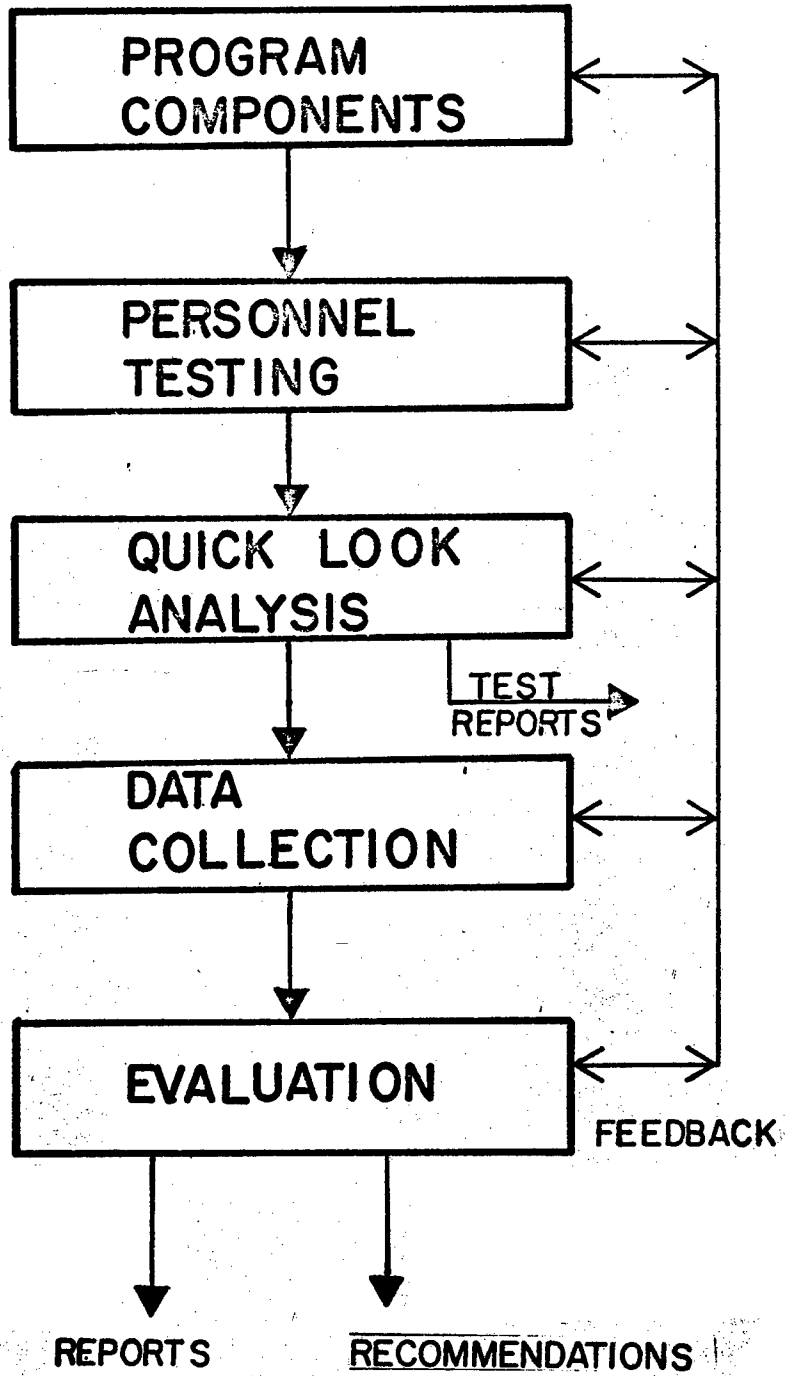 PROGRAM
COMPONENTS
PERSONNEL
TESTING
QUICK LOOK
ANALYSIS
TEST
REPORTS
DATA
COLLECTION
EVALUATION
FEEDBACK
REPORTS
RECOMMENDATIONS